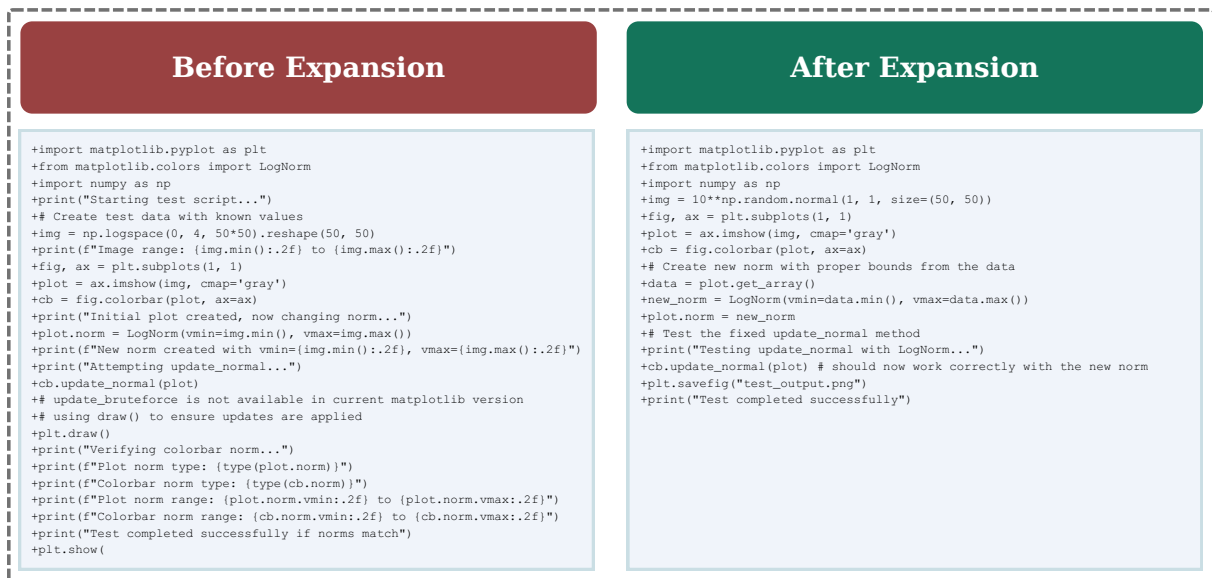 Before Expansion
+import matplotlib.pyplot as plt
+from matplotlib.colors import LogNorm
+import numpy as np
+print("Starting test script...")
+# Create test data with known values
+img = np.logspace(0, 4, 50*50).reshape(50, 50)
+print(f"Image range: {img.min():.2f} to {img.max():.2f}")
+fig, ax = plt.subplots(1, 1)
+plot = ax.imshow(img, cmap='gray')
+cb = fig.colorbar(plot, ax=ax)
+print("Initial plot created, now changing norm...")
+plot.norm = LogNorm(vmin=img.min(), vmax=img.max())
+print(f"New norm created with vmin={img.min():.2f}, vmax={img.max():.2f}")
+print("Attempting update_normal...")
+cb.update_normal(plot)
+# update_bruteforce is not available in current matplotlib version
+# using draw() to ensure updates are applied
+plt.draw()
+print("Verifying colorbar norm...")
+print(f"Plot norm type: {type(plot.norm)}")
+print(f"Colorbar norm type: {type(cb.norm)}")
+print(f"Plot norm range: {plot.norm.vmin:.2f} to {plot.norm.vmax:.2f}")
+print(f"Colorbar norm range: {cb.norm.vmin:.2f} to {cb.norm.vmax:.2f}")
+print("Test completed successfully if norms match")
+plt.show(
After Expansion
+import matplotlib.pyplot as plt
+from matplotlib.colors import LogNorm
+import numpy as np
+img = 10**np.random.normal(1, 1, size=(50, 50))
+fig, ax = plt.subplots(1, 1)
+plot = ax.imshow(img, cmap='gray')
+cb = fig.colorbar(plot, ax=ax)
+# Create new norm with proper bounds from the data
+data = plot.get_array()
+new_norm = LogNorm(vmin=data.min(), vmax=data.max())
+plot.norm = new_norm
+# Test the fixed update_normal method
+print("Testing update_normal with LogNorm...")
+cb.update_normal(plot) # should now work correctly with the new norm
+plt.savefig("test_output.png")
+print("Test completed successfully")